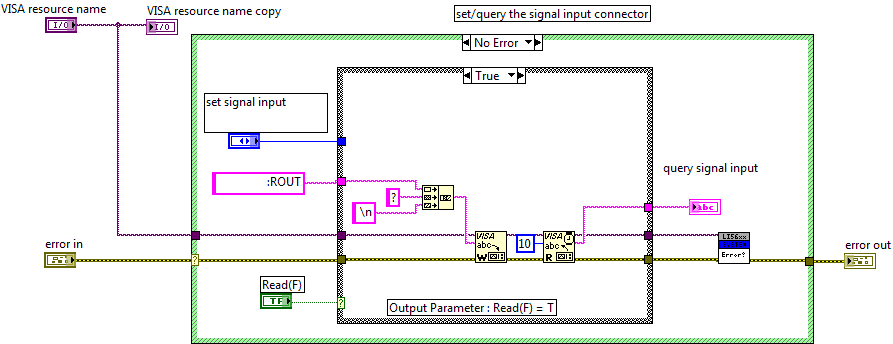 VISA resource name
VISA resource name copy
set/query the signal input connector
I/O
I/O
No Error
True
set signal input
:ROUT
?
\n
VISA
abc
W
10
VISA
abc
R
query signal input
abc
LI56xx
Error?
error in
error out
?
Read(F)
TF
?
Output Parameter : Read(F) = T